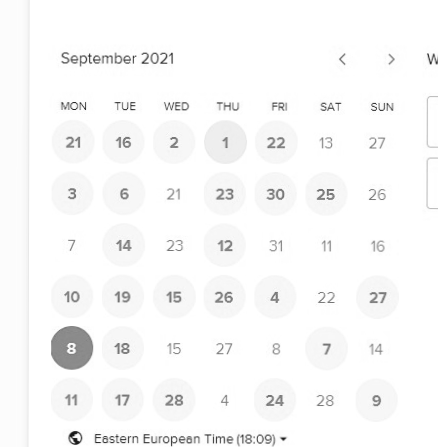 September 2021
W
MON TUE WED THU FRI SAT SUN
21 16 2 1 22 13 27
3 6 21 23 30 25 26
7 14 23 12 31 11 16
10 19 15 26 4 22 27
8 18 15 27 8 7 14
11 17 28 4 24 28 9
Eastern European Time (18:09)